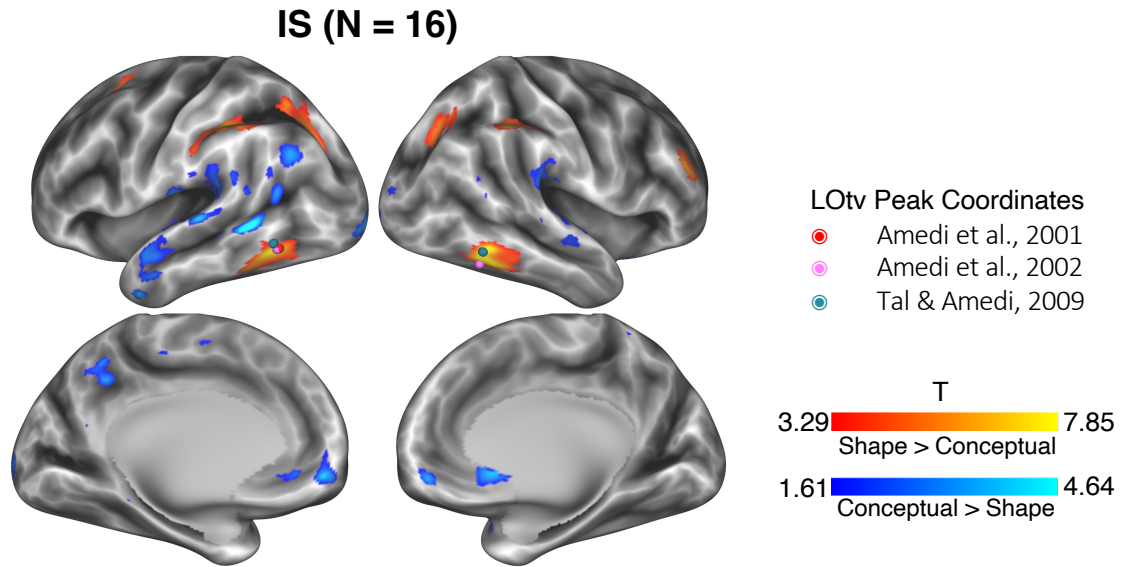 IS (N = 16)
LOtv Peak Coordinates
Amedi et al., 2001
Amedi et al., 2002
Tal & Amedi, 2009
T
3.29 7.85
Shape > Conceptual
1.61 4.64
Conceptual > Shape